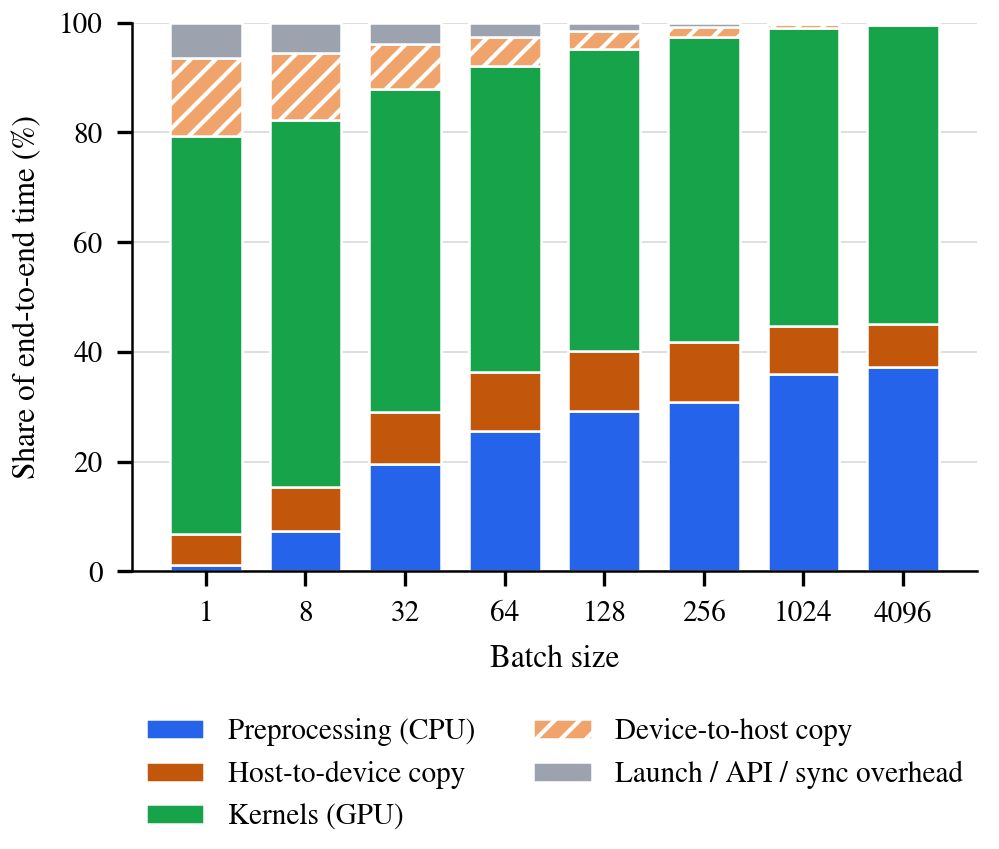 100
80
60
40
20
0
Share of end-to-end time (%)
1 8 32 64 128 256 1024 4096
Batch size
Preprocessing (CPU)
Host-to-device copy
Kernels (GPU)
Device-to-host copy
Launch / API / sync overhead